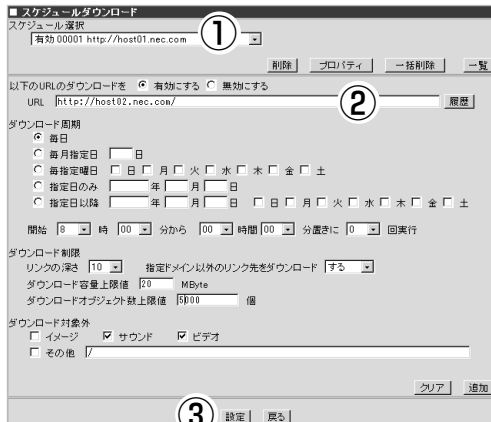 ■ スケジュールダウンロード
スケジュール選択
有効 00001 http://host01.nec.com
①
削除 プロパティ 一括削除 一覧
以下のURLのダウンロードを 有効にする 無効にする
②
URL http://host02.nec.com/ 履歴
ダウンロード周期
毎日
毎月指定日 日
毎指定曜日 日 月 火 水 木 金 土
指定日のみ 年 月 日
指定日以降 年 月 日 日 月 火 水 木 金 土
開始 8 時 00 分から 00 時間 00 分置きに 0 回実行
ダウンロード制限
リンクの深さ 10 指定ドメイン以外のリンク先をダウンロード する
ダウンロード容量上限値 20 MByte
ダウンロードオブジェクト数上限値 5000 個
ダウンロード対象外
イメージ サウンド ビデオ
その他 /
クリア 追加
③ 設定 戻る